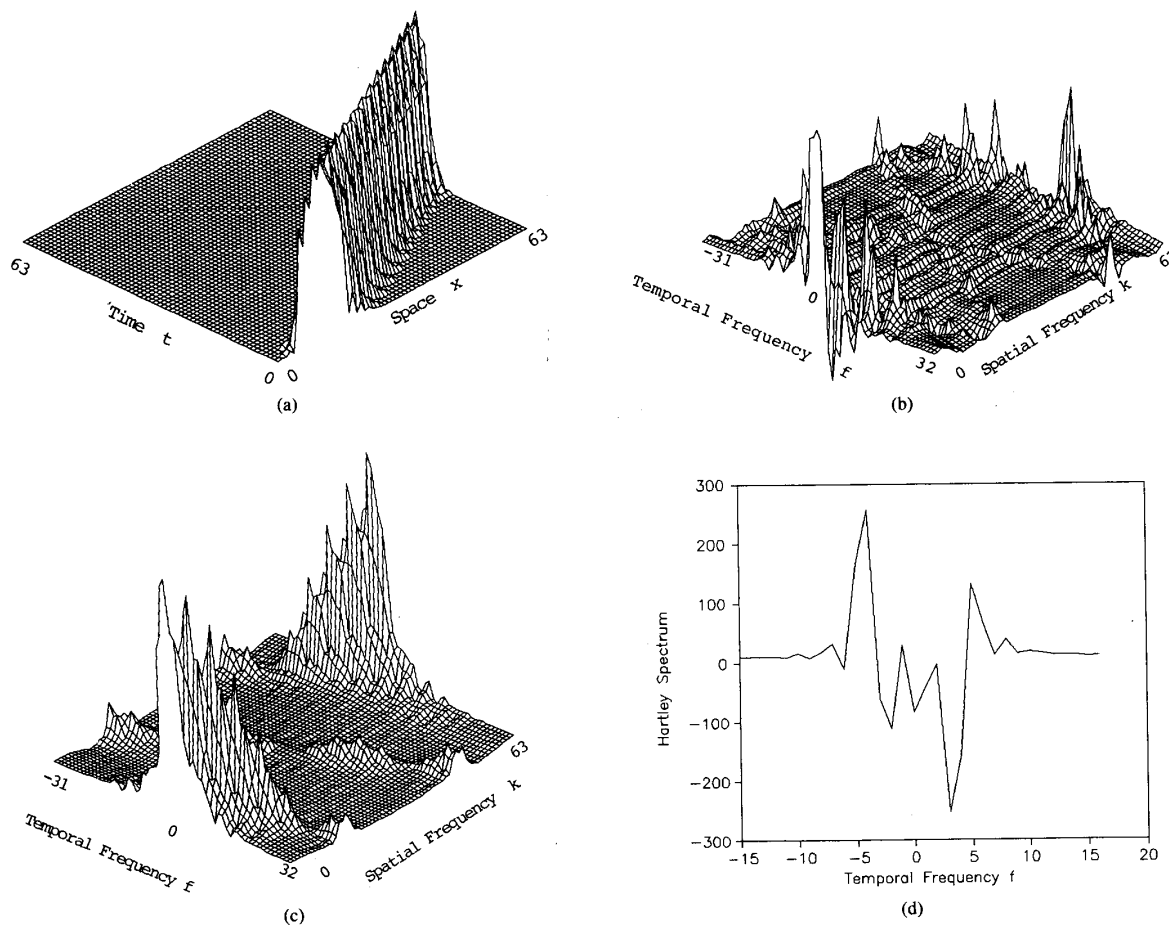 63
'Time t
0 0
Space x
63
(a)
-31
0
Temporal Frequency f
32 0
Spatial Frequency k
(b)
-31
0
Temporal Frequency f
32 0
Spatial Frequency k
63
(c)
300
200
100
0
-100
-200
-300
Hartley Spectrum
-15 -10 -5 0 5 10 15 20
Temporal Frequency f
(d)